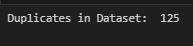 Duplicates in Dataset:  125